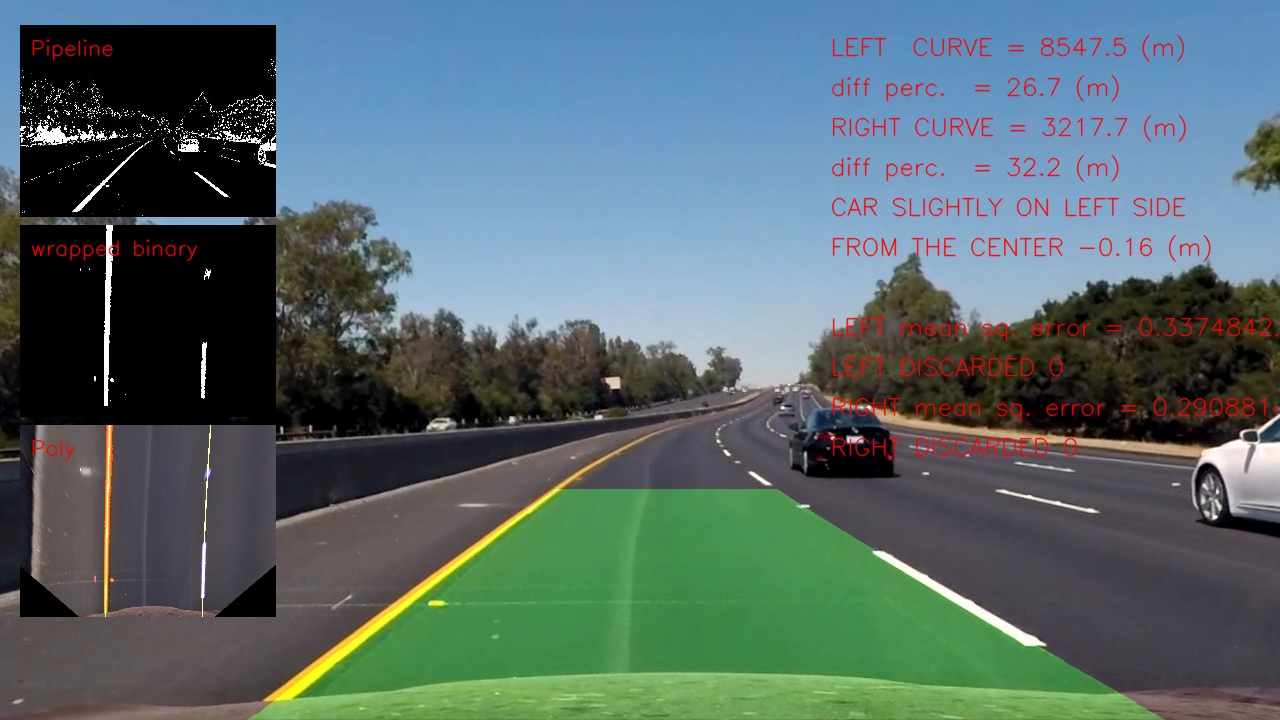 Pipeline
wrapped binary
Poly
LEFT CURVE = 8547.5 (m)
diff perc. = 26.7 (m)
RIGHT CURVE = 3217.7 (m)
diff perc. = 32.2 (m)
CAR SLIGHTLY ON LEFT SIDE
FROM THE CENTER -0.16 (m)
LEFT mean sq. error = 0.3374842
LEFT DISCARDED 0
RIGHT mean sq. error = 0.290881
RIGHT DISCARDED 0